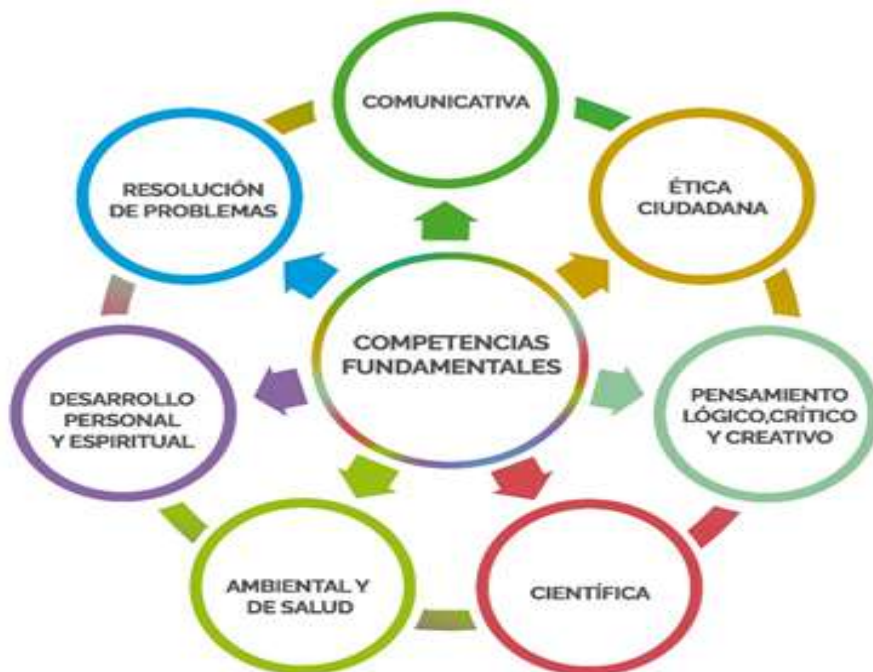 COMUNICATIVA
ÉTICA
CIUDADANA
PENSAMIENTO
LÓGICO,CRÍTICO
Y CREATIVO
CIENTÍFICA
AMBIENTAL Y
DE SALUD
DESARROLLO
PERSONAL
Y ESPIRITUAL
RESOLUCIÓN
DE PROBLEMAS
COMPETENCIAS
FUNDAMENTALES